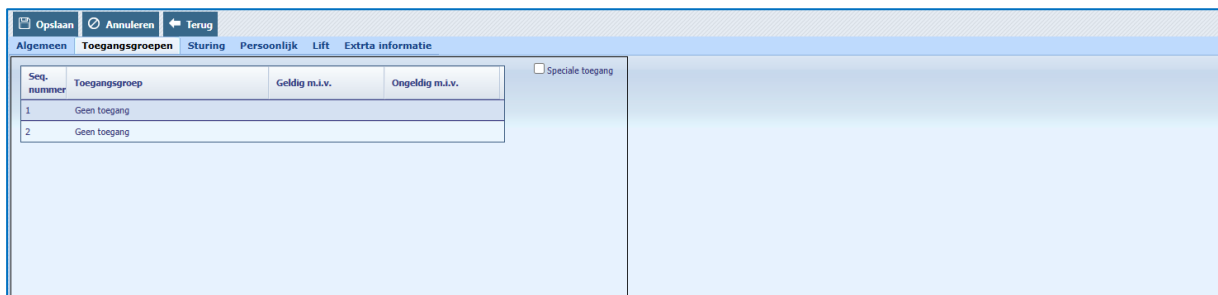 Opslaan Annuleren Terug
Algemeen Toegangsgroepen Sturing Persoonlijk Lift Extrta informatie
Speciale toegang
Seq. nummer Toegangsgroep Geldig m.i.v. Ongeldig m.i.v.
1 Geen toegang
2 Geen toegang